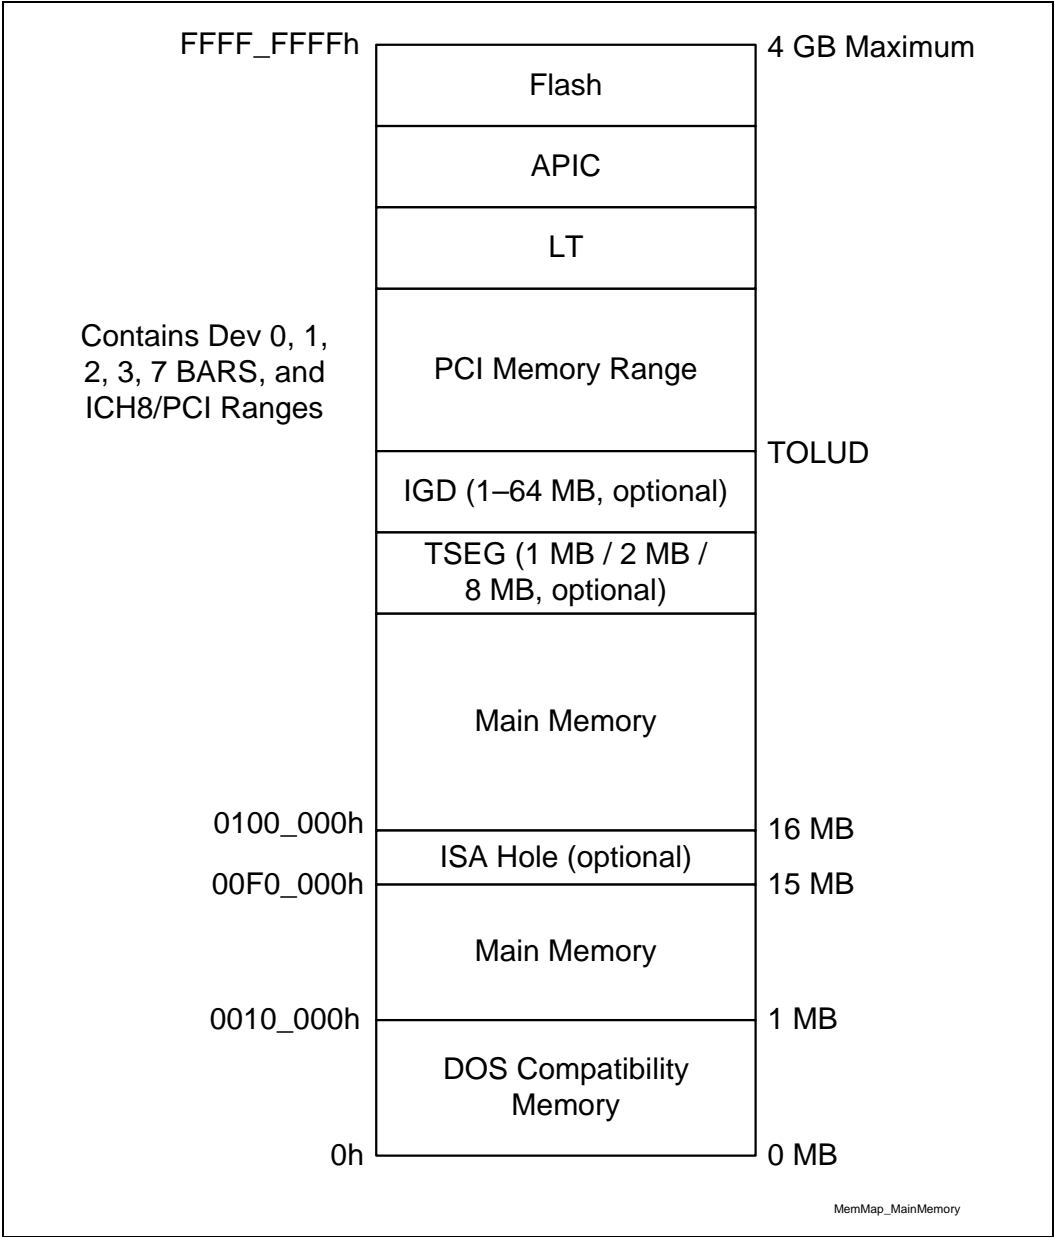 FFFF_FFFFh
4 GB Maximum
Flash
APIC
LT
Contains Dev 0, 1,
2, 3, 7 BARS, and
ICH8/PCI Ranges
PCI Memory Range
TOLUD
IGD (1–64 MB, optional)
TSEG (1 MB / 2 MB /
8 MB, optional)
Main Memory
0100_000h
16 MB
ISA Hole (optional)
00F0_000h
15 MB
Main Memory
0010_000h
1 MB
DOS Compatibility
Memory
0h
0 MB
MemMap_MainMemory